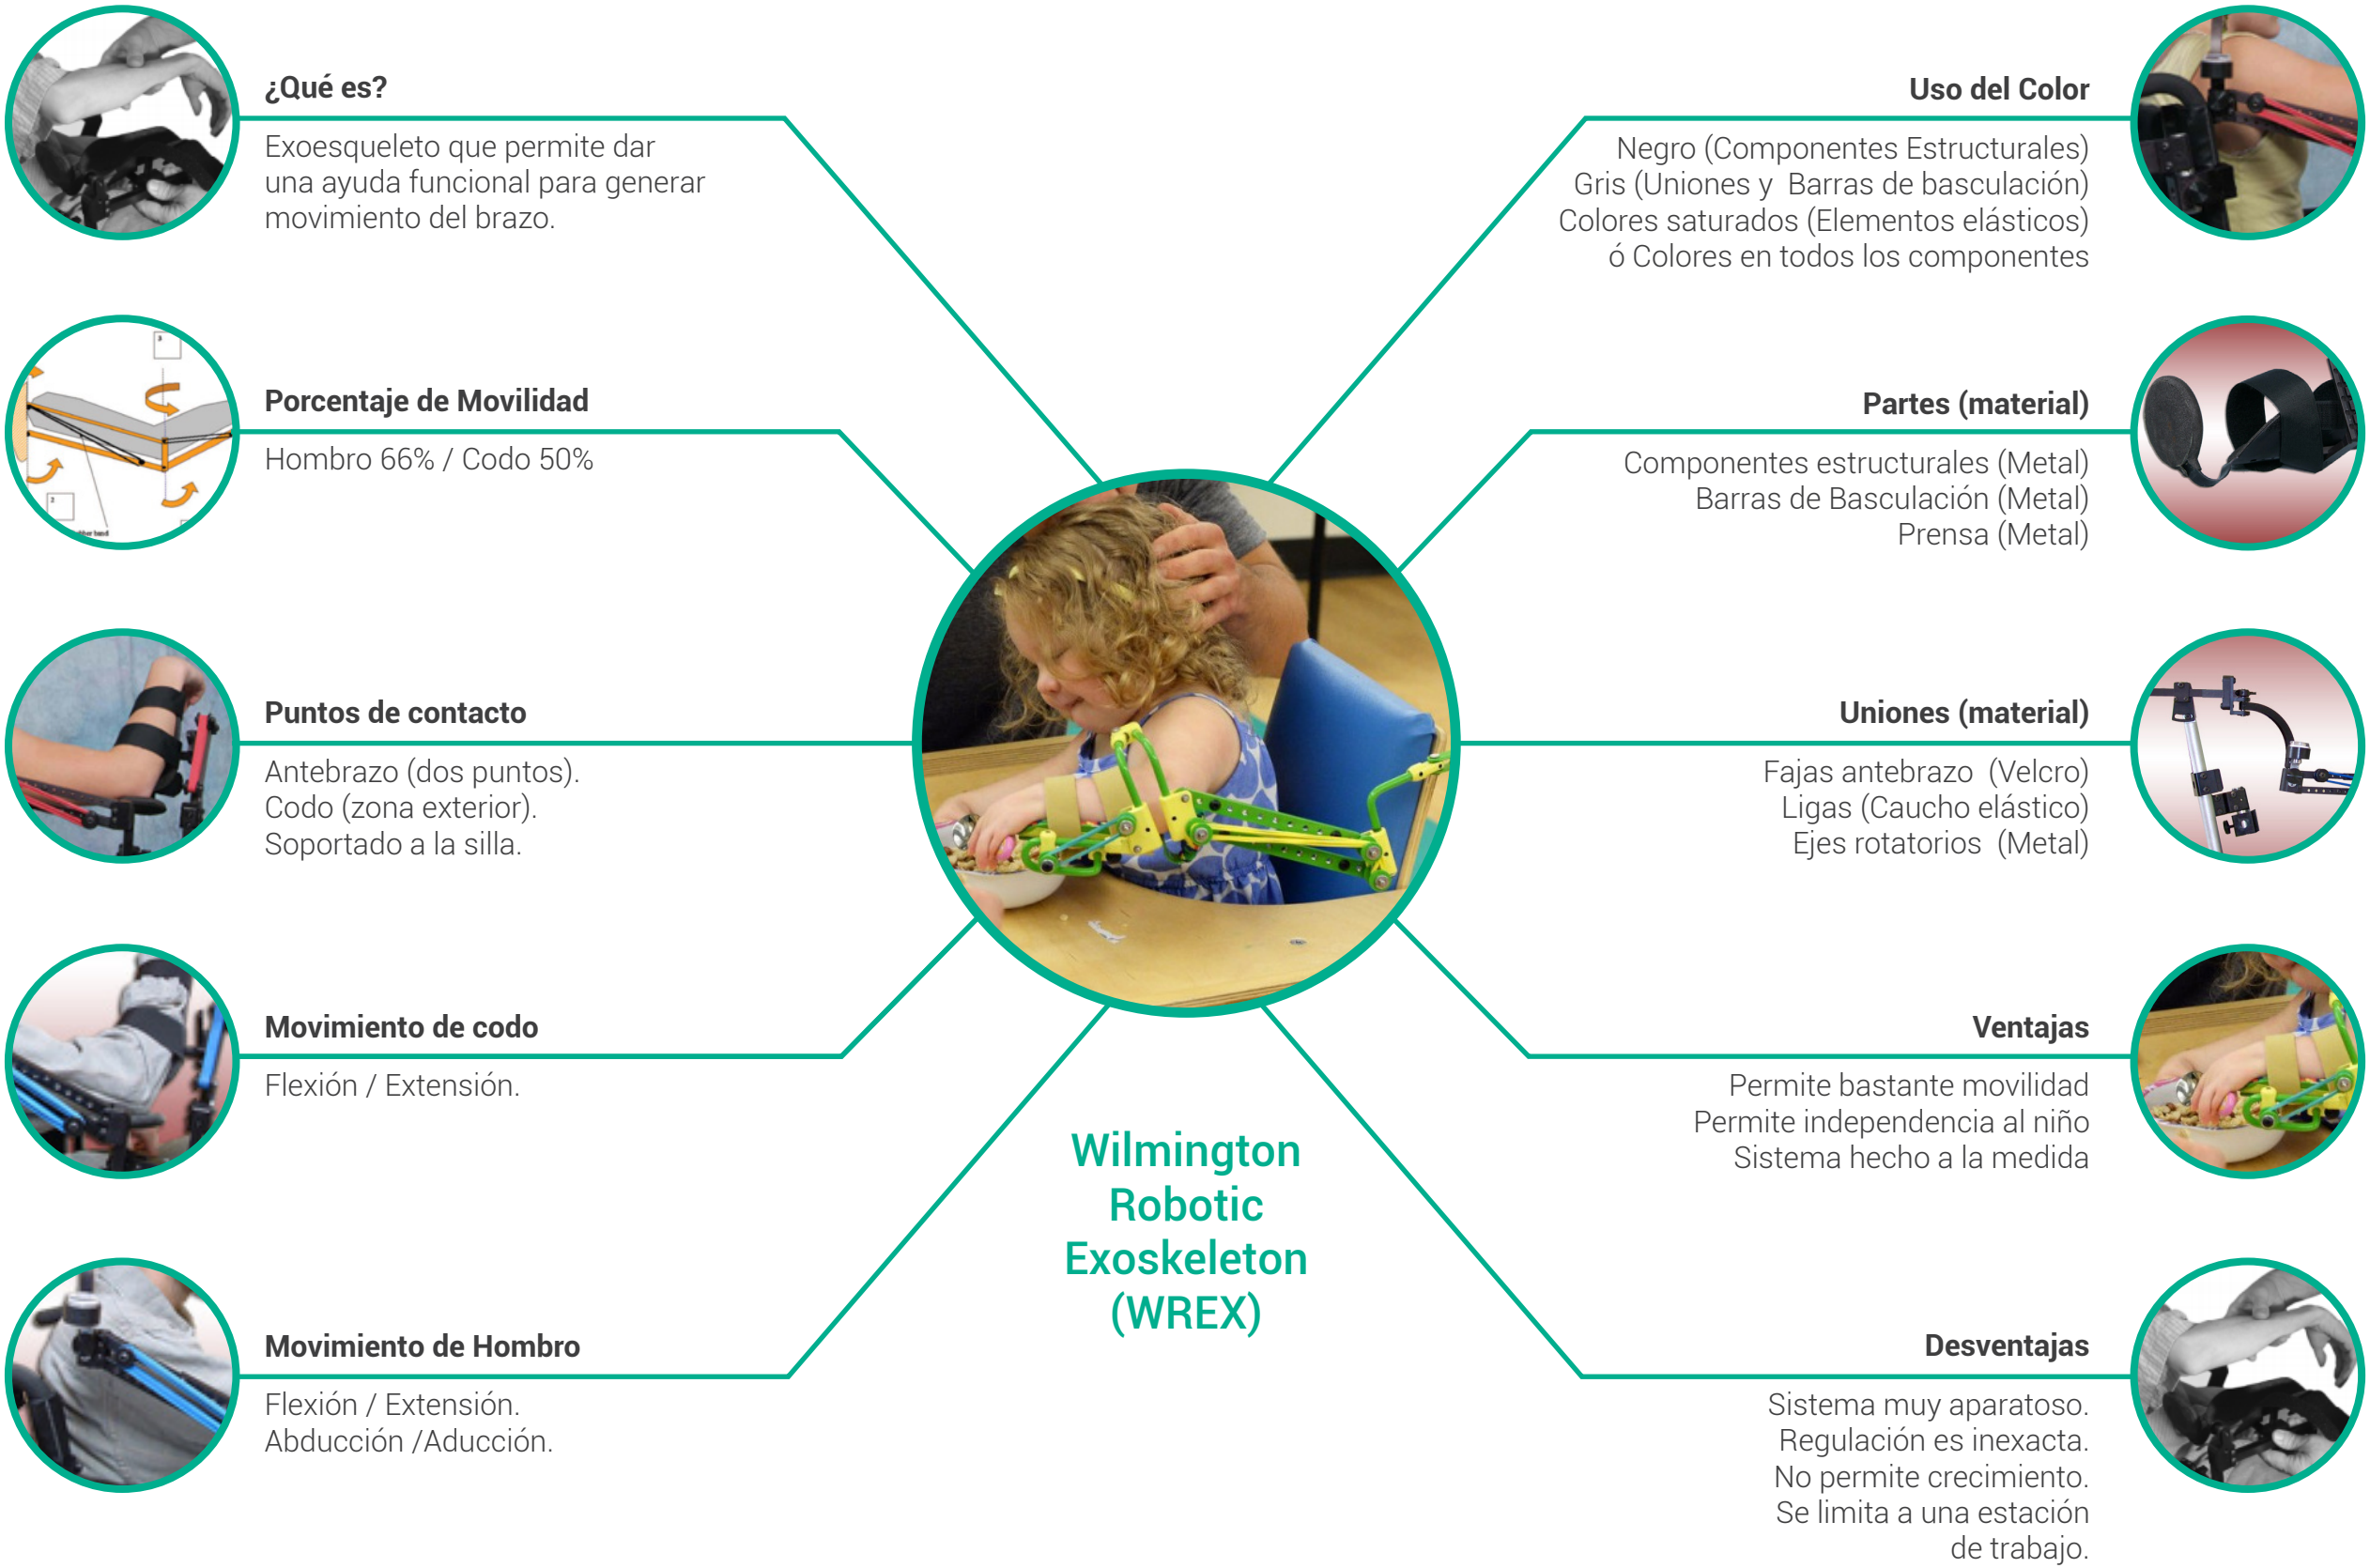 ¿Qué es?
Exoesqueleto que permite dar
una ayuda funcional para generar
movimiento del brazo.
Porcentaje de Movilidad
Hombro 66% / Codo 50%
3
2
Puntos de contacto
Antebrazo (dos puntos).
Codo (zona exterior).
Soportado a la silla.
Movimiento de codo
Flexión / Extensión.
Movimiento de Hombro
Flexión / Extensión.
Abducción /Aducción.
Wilmington
Robotic
Exoskeleton
(WREX)
Uso del Color
Negro (Componentes Estructurales)
Gris (Uniones y  Barras de basculación)
Colores saturados (Elementos elásticos)
ó Colores en todos los componentes
Partes (material)
Componentes estructurales (Metal)
Barras de Basculación (Metal)
Prensa (Metal)
Uniones (material)
Fajas antebrazo  (Velcro)
Ligas (Caucho elástico)
Ejes rotatorios  (Metal)
Ventajas
Permite bastante movilidad
Permite independencia al niño
Sistema hecho a la medida
Desventajas
Sistema muy aparatoso.
Regulación es inexacta.
No permite crecimiento.
Se limita a una estación
de trabajo.